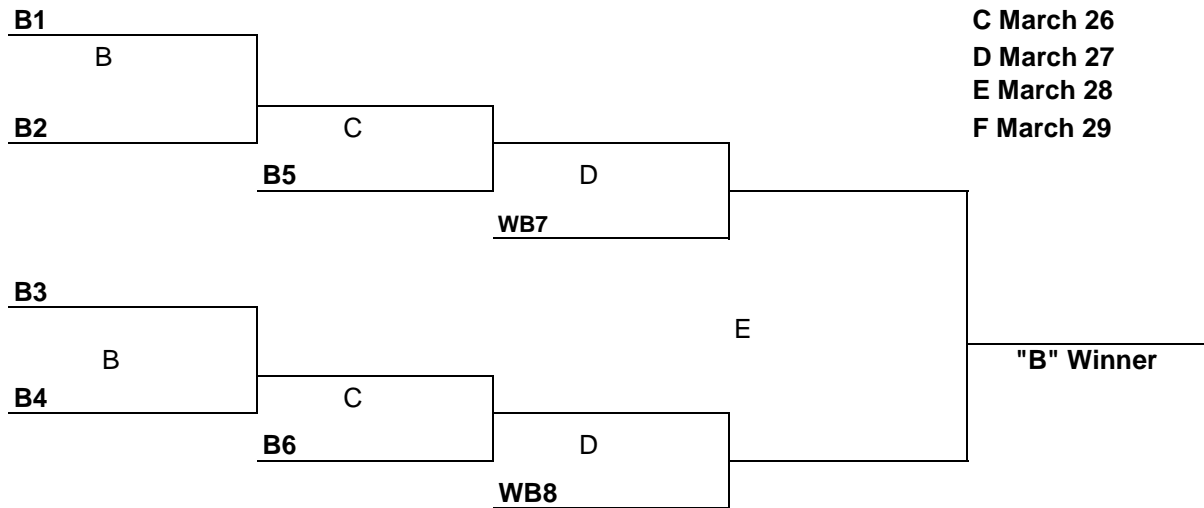 B1
C March 26
B
D March 27
E March 28
B2
C
F March 29
B5
D
WB7
B3
E
B
"B" Winner
B4
C
B6
D
WB8